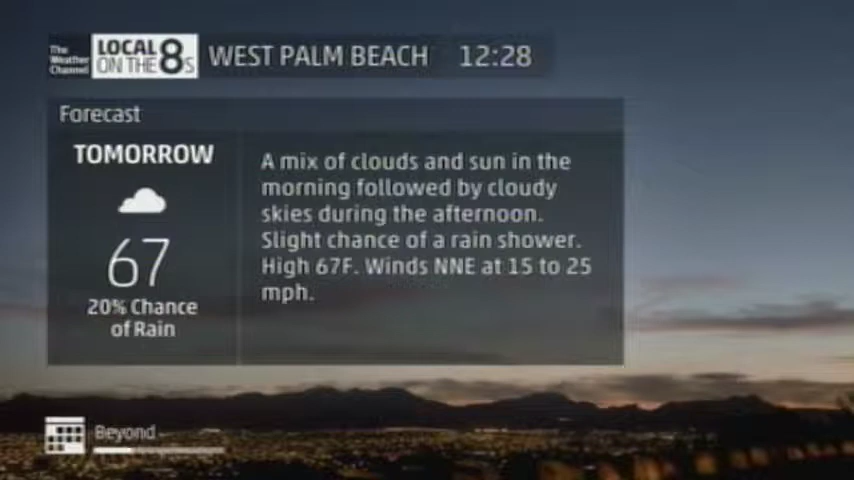 The Weather Channel
LOCAL ON THE 8s
WEST PALM BEACH 12:28
Forecast
TOMORROW
67
20% Chance
of Rain
A mix of clouds and sun in the
morning followed by cloudy
skies during the afternoon.
Slight chance of a rain shower.
High 67F. Winds NNE at 15 to 25
mph.
Beyond